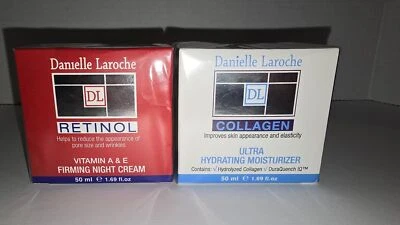 Danielle Laroche
DL
RETINOL
Helps to reduce the appearance of
pore size and wrinkles
VITAMIN A & E
FIRMING NIGHT CREAM
50 ml | 1.69 fl.oz
Danielle Laroche
DL
COLLAGEN
Improves skin appearance and elasticity
ULTRA
HYDRATING MOISTURIZER
Contains: √ Hydrolyzed Collagen √ DuraQuench IQ™
50 ml | 1.69 fl.oz